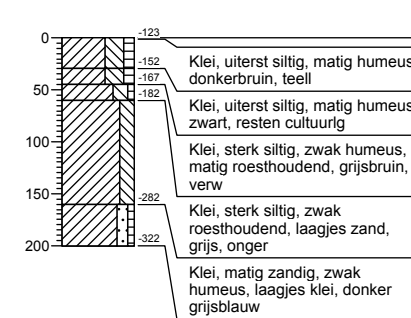 0
50
100
150
200
-123
-152
-167
-182
-282
-322
Klei, uiterst siltig, matig humeus
donkerbruin, teell
Klei, uiterst siltig, matig humeus
zwart, resten cultuurlg
Klei, sterk siltig, zwak humeus,
matig roesthoudend, grijsbruin,
verw
Klei, sterk siltig, zwak
roesthoudend, laagjes zand,
grijs, onger
Klei, matig zandig, zwak
humeus, laagjes klei, donker
grijsblauw